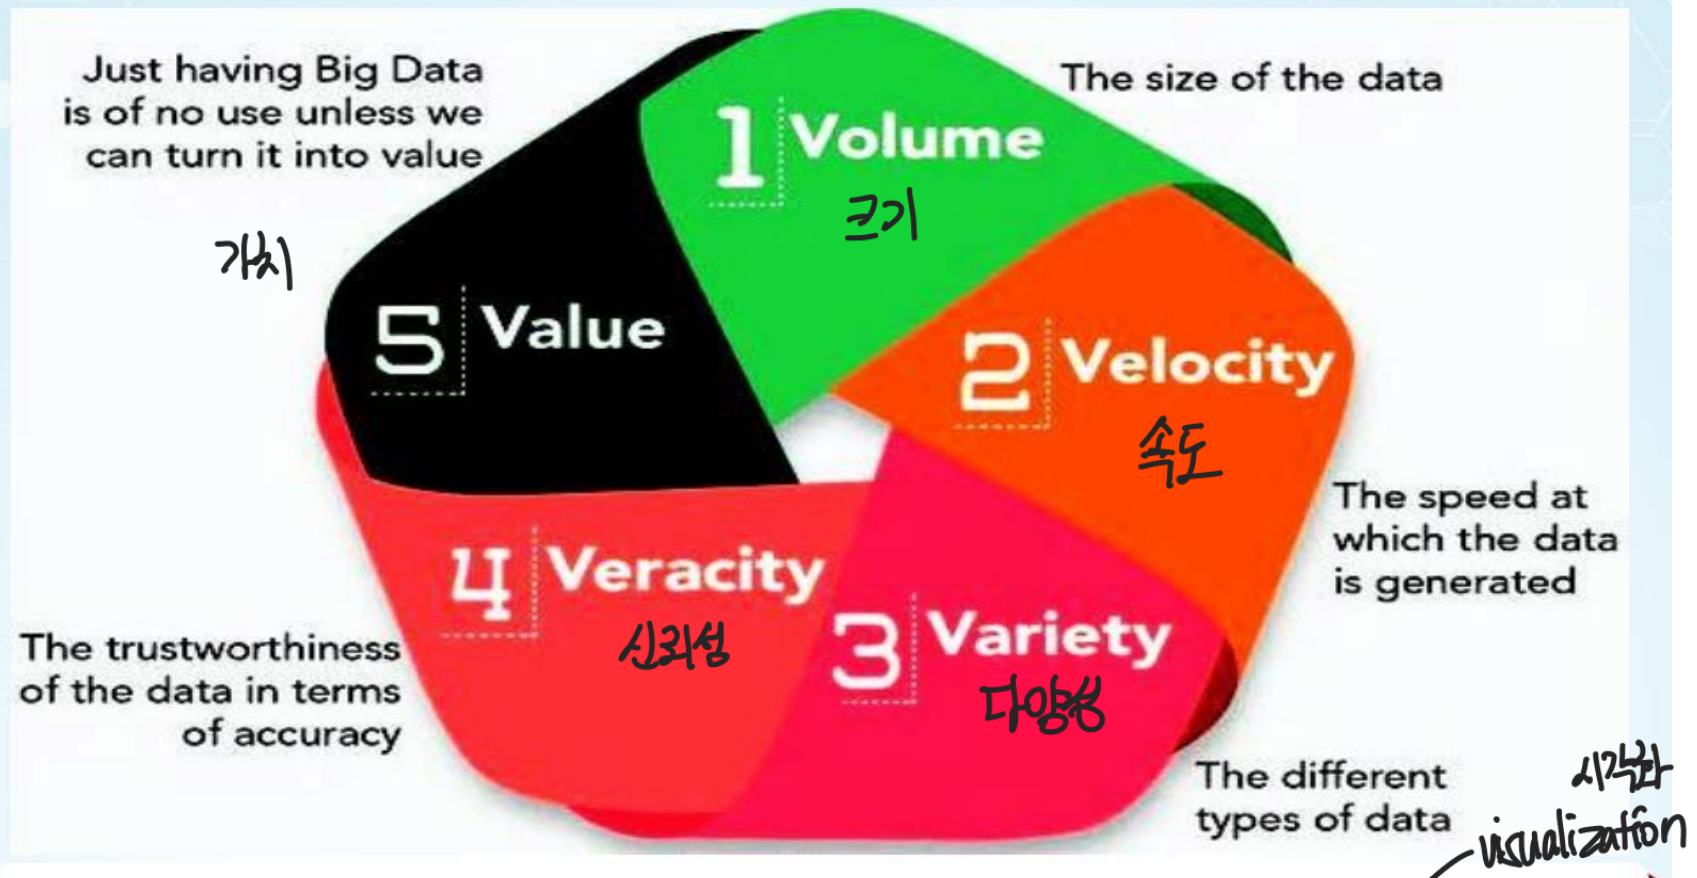 Just having Big Data
is of no use unless we
can turn it into value
가치
1 Volume
크기
The size of the data
2 Velocity
속도
The speed at
which the data
is generated
3 Variety
다양성
The different
types of data
4 Veracity
신뢰성
The trustworthiness
of the data in terms
of accuracy
5 Value
시각화
visualization